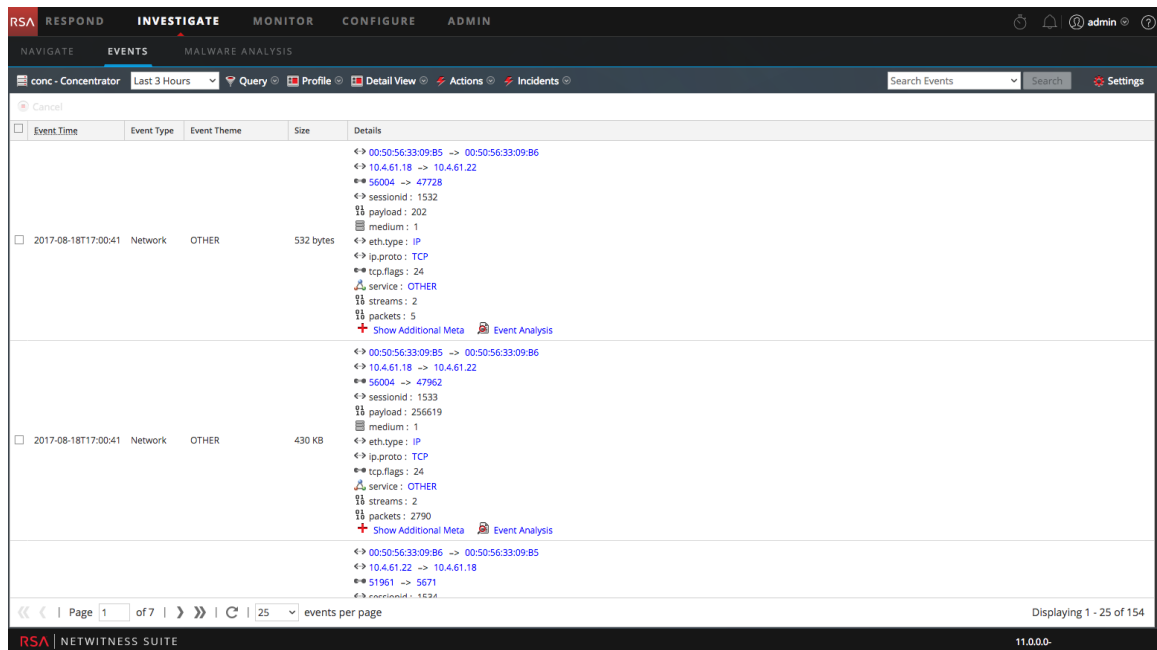 RSA RESPOND INVESTIGATE MONITOR CONFIGURE ADMIN admin
NAVIGATE EVENTS MALWARE ANALYSIS
conc - Concentrator Last 3 Hours Query Profile Detail View Actions Incidents Search Events Search Settings
Cancel
Event Time Event Type Event Theme Size Details
00:50:56:33:09:B5 -> 00:50:56:33:09:B6
10.4.61.18 -> 10.4.61.22
56004 -> 47728
sessionid : 1532
payload : 202
medium : 1
2017-08-18T17:00:41 Network OTHER 532 bytes eth.type : IP
ip.proto : TCP
tcp.flags : 24
service : OTHER
streams : 2
packets : 5
Show Additional Meta Event Analysis
00:50:56:33:09:B5 -> 00:50:56:33:09:B6
10.4.61.18 -> 10.4.61.22
56004 -> 47962
sessionid : 1533
payload : 256619
medium : 1
2017-08-18T17:00:41 Network OTHER 430 KB eth.type : IP
ip.proto : TCP
tcp.flags : 24
service : OTHER
streams : 2
packets : 2790
Show Additional Meta Event Analysis
00:50:56:33:09:B6 -> 00:50:56:33:09:B5
10.4.61.22 -> 10.4.61.18
51961 -> 5671
sessionid : 1534
Page 1 of 7 25 events per page Displaying 1 - 25 of 154
RSA NETWITNESS SUITE 11.0.0.0-